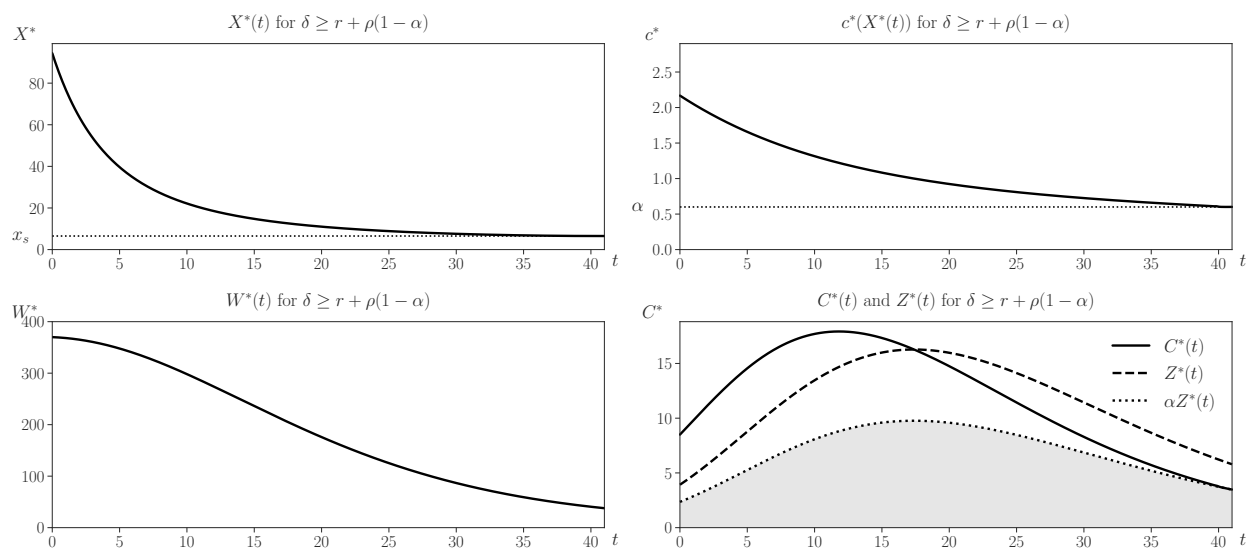 X*(t) for δ ≥ r + ρ(1 − α)
X*
80
60
40
20
x_s
0
0 5 10 15 20 25 30 35 40 t
c*(X*(t)) for δ ≥ r + ρ(1 − α)
c*
2.5
2.0
1.5
1.0
α
0.5
0.0
0 5 10 15 20 25 30 35 40 t
W*(t) for δ ≥ r + ρ(1 − α)
W*
400
300
200
100
0
0 5 10 15 20 25 30 35 40 t
C*(t) and Z*(t) for δ ≥ r + ρ(1 − α)
C*
15
10
5
0
C*(t)
Z*(t)
αZ*(t)
0 5 10 15 20 25 30 35 40 t